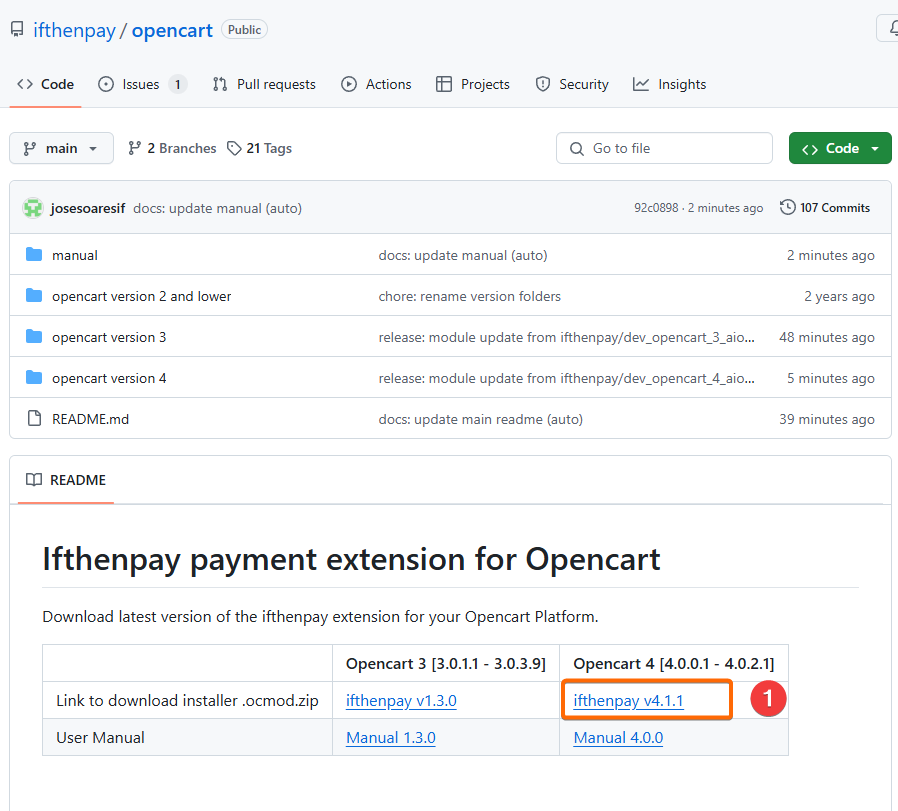 ifthenpay / opencart Public
Code Issues 1 Pull requests Actions Projects Security Insights
main 2 Branches 21 Tags Go to file Code
josesoaresif docs: update manual (auto) 92c0898 · 2 minutes ago 107 Commits
manual docs: update manual (auto) 2 minutes ago
opencart version 2 and lower chore: rename version folders 2 years ago
opencart version 3 release: module update from ifthenpay/dev_opencart_3_aio... 48 minutes ago
opencart version 4 release: module update from ifthenpay/dev_opencart_4_aio... 5 minutes ago
README.md docs: update main readme (auto) 39 minutes ago
README
Ifthenpay payment extension for Opencart
Download latest version of the ifthenpay extension for your Opencart Platform.
Opencart 3 [3.0.1.1 - 3.0.3.9] Opencart 4 [4.0.0.1 - 4.0.2.1]
Link to download installer .ocmod.zip ifthenpay v1.3.0 ifthenpay v4.1.1 1
User Manual Manual 1.3.0 Manual 4.0.0